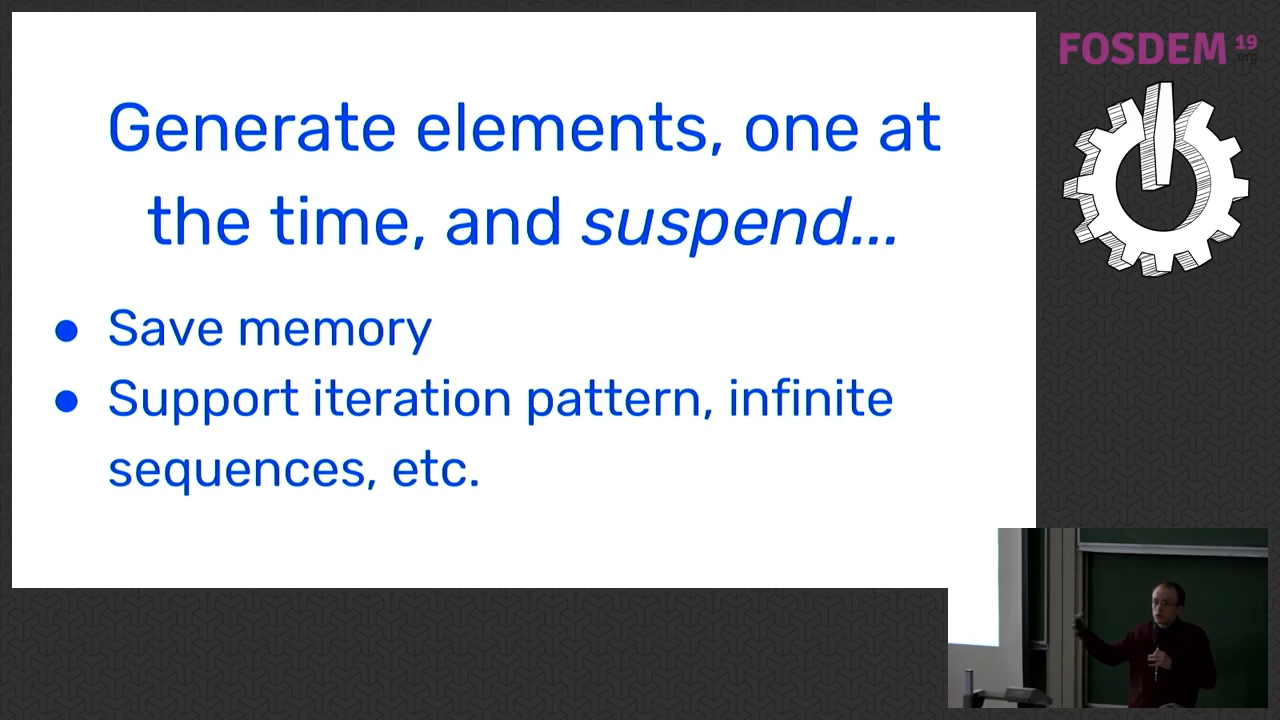 Generate elements, one at
the time, and suspend...
● Save memory
● Support iteration pattern, infinite
sequences, etc.
FOSDEM 19
.org